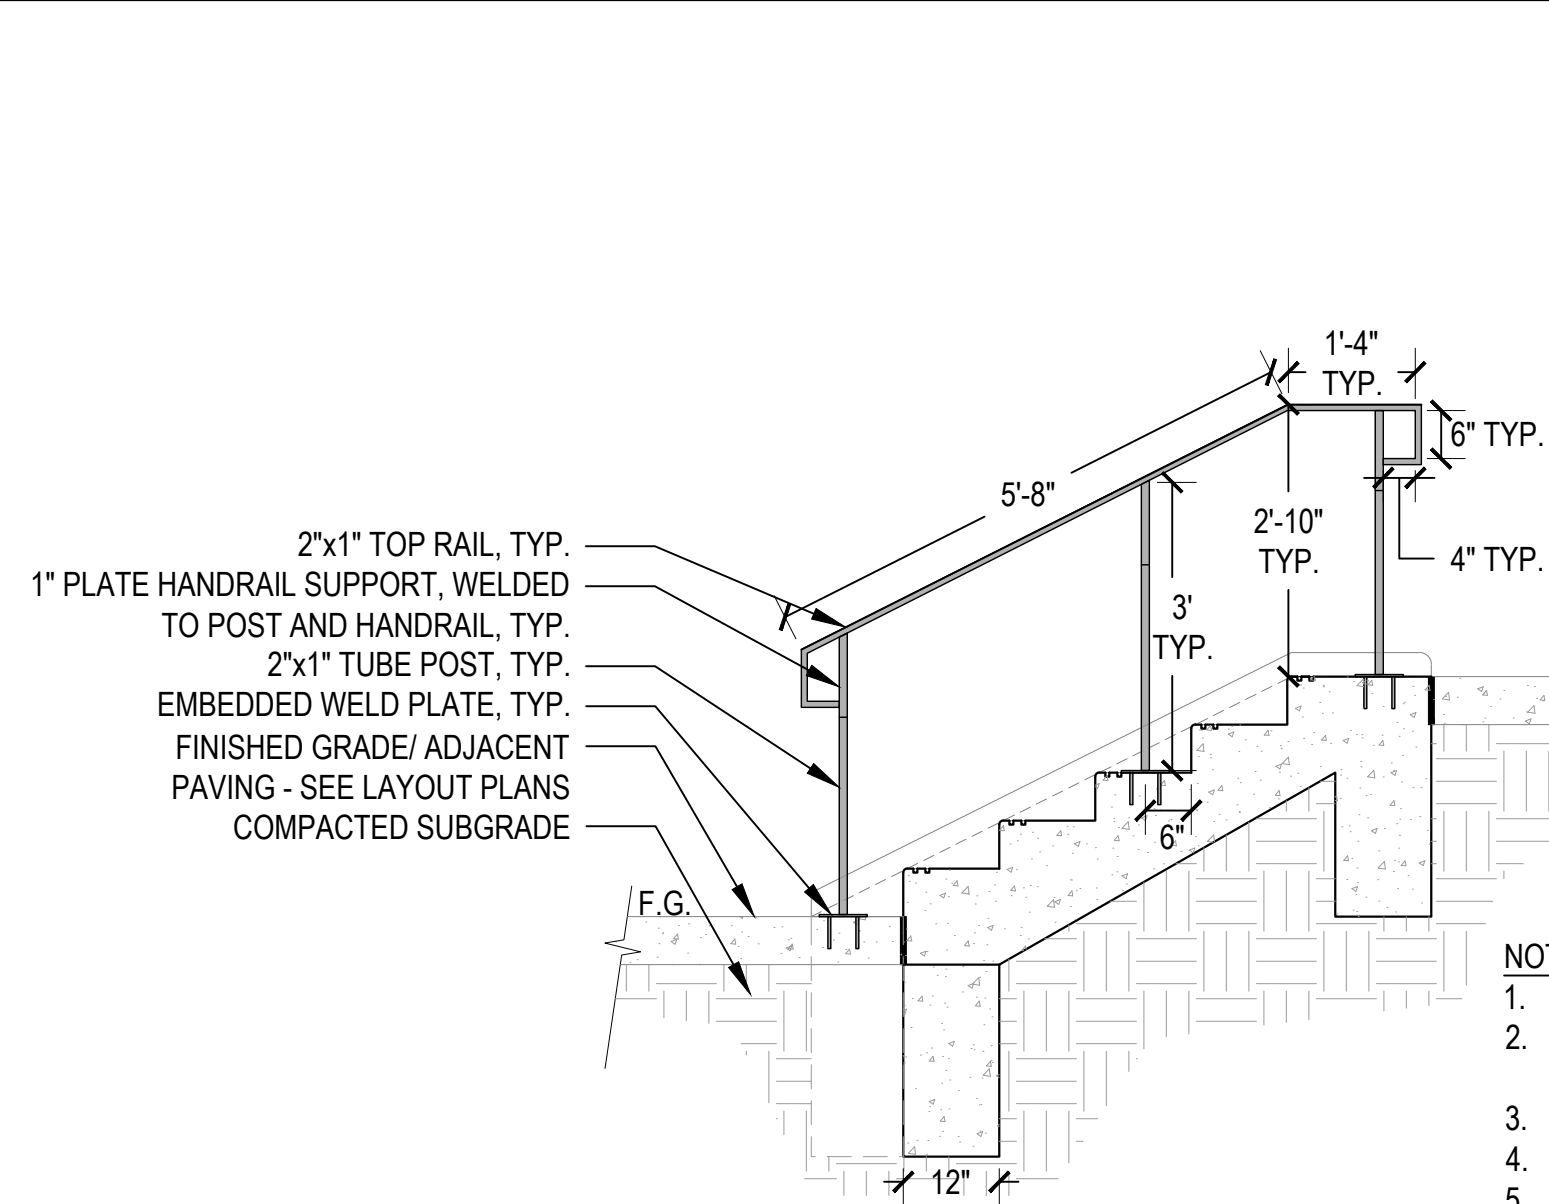 1'-4"
TYP.
6" TYP.
5'-8"
2'-10"
TYP.
4" TYP.
3'
TYP.
6"
2"x1" TOP RAIL, TYP.
1" PLATE HANDRAIL SUPPORT, WELDED
TO POST AND HANDRAIL, TYP.
2"x1" TUBE POST, TYP.
EMBEDDED WELD PLATE, TYP.
FINISHED GRADE/ ADJACENT
PAVING - SEE LAYOUT PLANS
COMPACTED SUBGRADE
F.G.
12"
NOT
1.
2.
3.
4.
5.